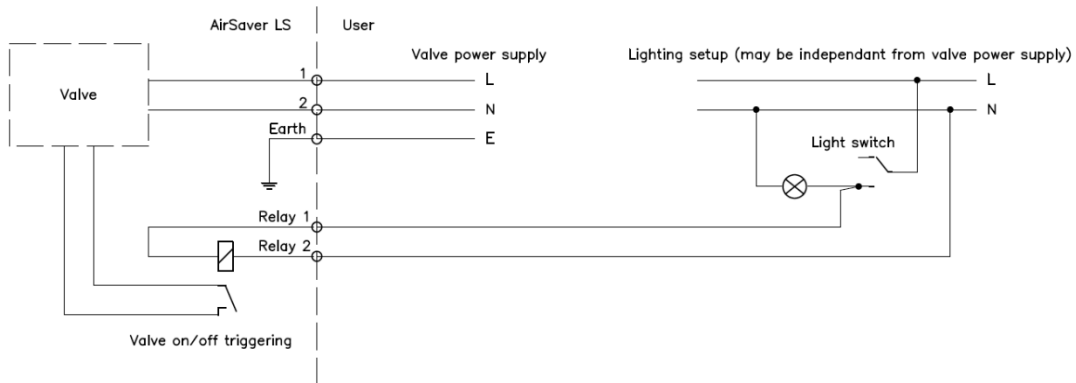 AirSaver LS
User
Valve power supply
Lighting setup (may be independant from valve power supply)
Valve
1
L
L
2
N
N
Earth
E
Light switch
Relay 1
Relay 2
Valve on/off triggering